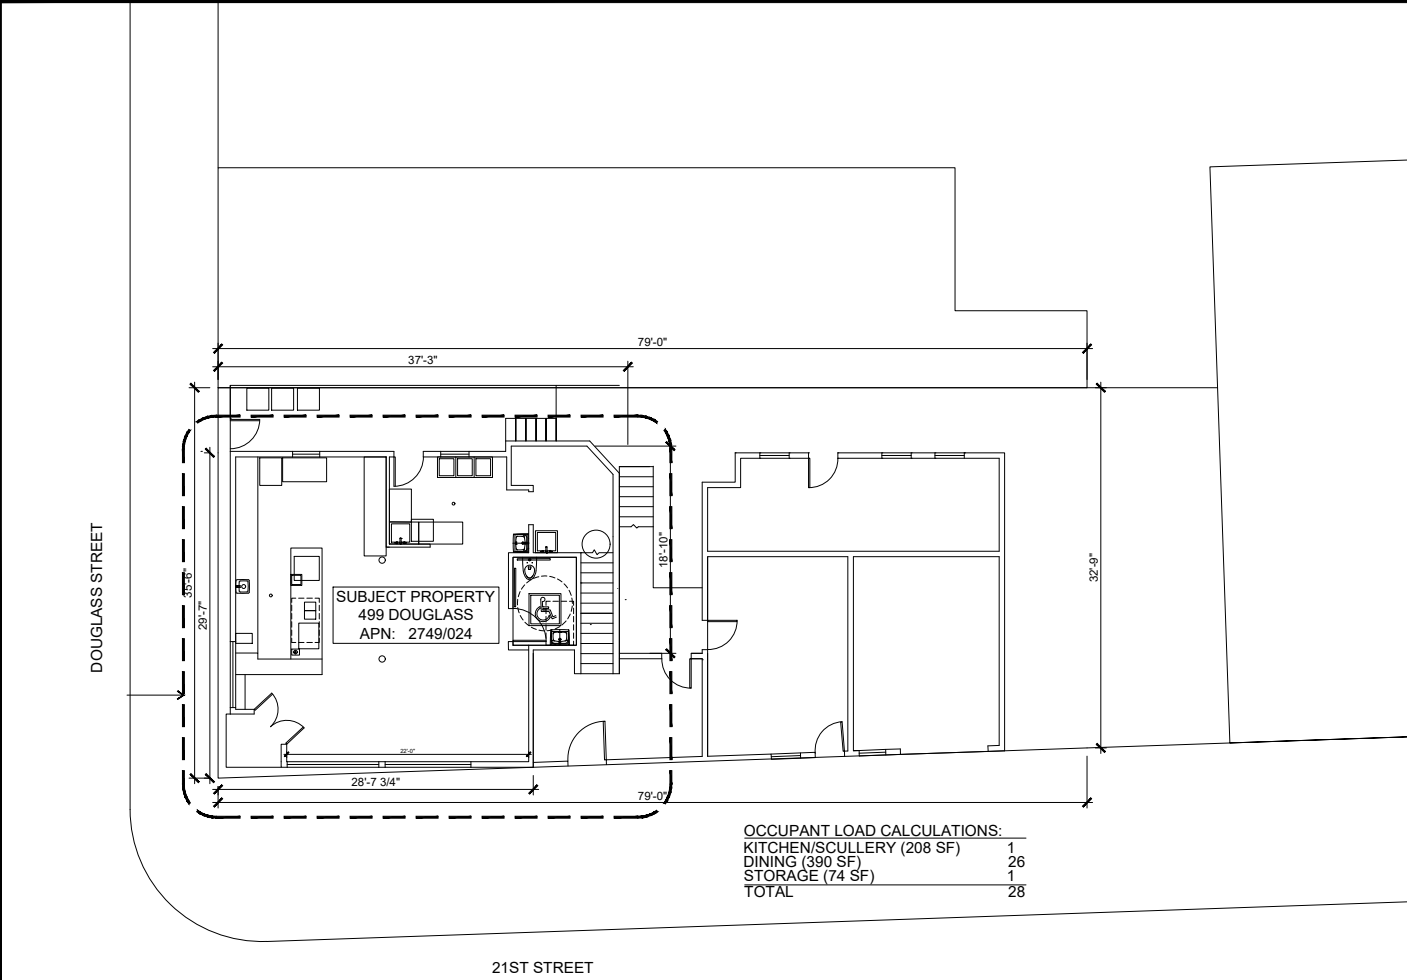 79'-0"
37'-3"
DOUGLASS STREET
35'-6"
29'-7"
18'-10"
32'-9"
SUBJECT PROPERTY
499 DOUGLASS
APN: 2749/024
22'-0"
28'-7 3/4"
79'-0"
OCCUPANT LOAD CALCULATIONS:
KITCHEN/SCULLERY (208 SF) 1
DINING (390 SF) 26
STORAGE (74 SF) 1
TOTAL 28
21ST STREET